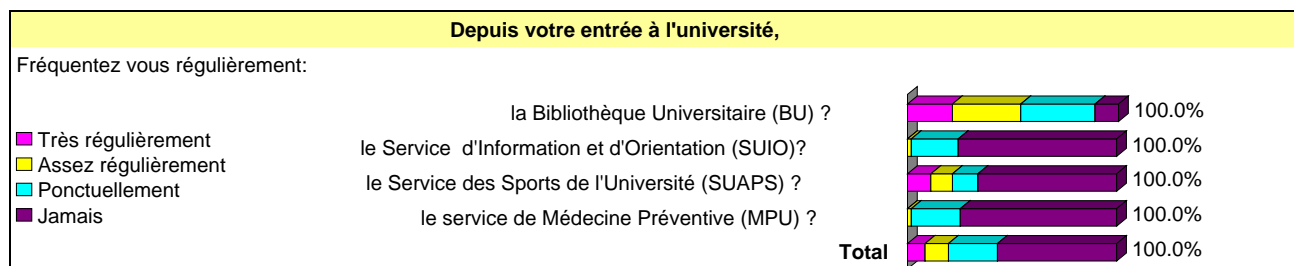 Depuis votre entrée à l'université,
Fréquentez vous régulièrement:
la Bibliothèque Universitaire (BU) ?
100.0%
Très régulièrement
le Service d'Information et d'Orientation (SUIO)?
100.0%
Assez régulièrement
le Service des Sports de l'Université (SUAPS) ?
100.0%
Ponctuellement
Jamais
le service de Médecine Préventive (MPU) ?
100.0%
Total
100.0%